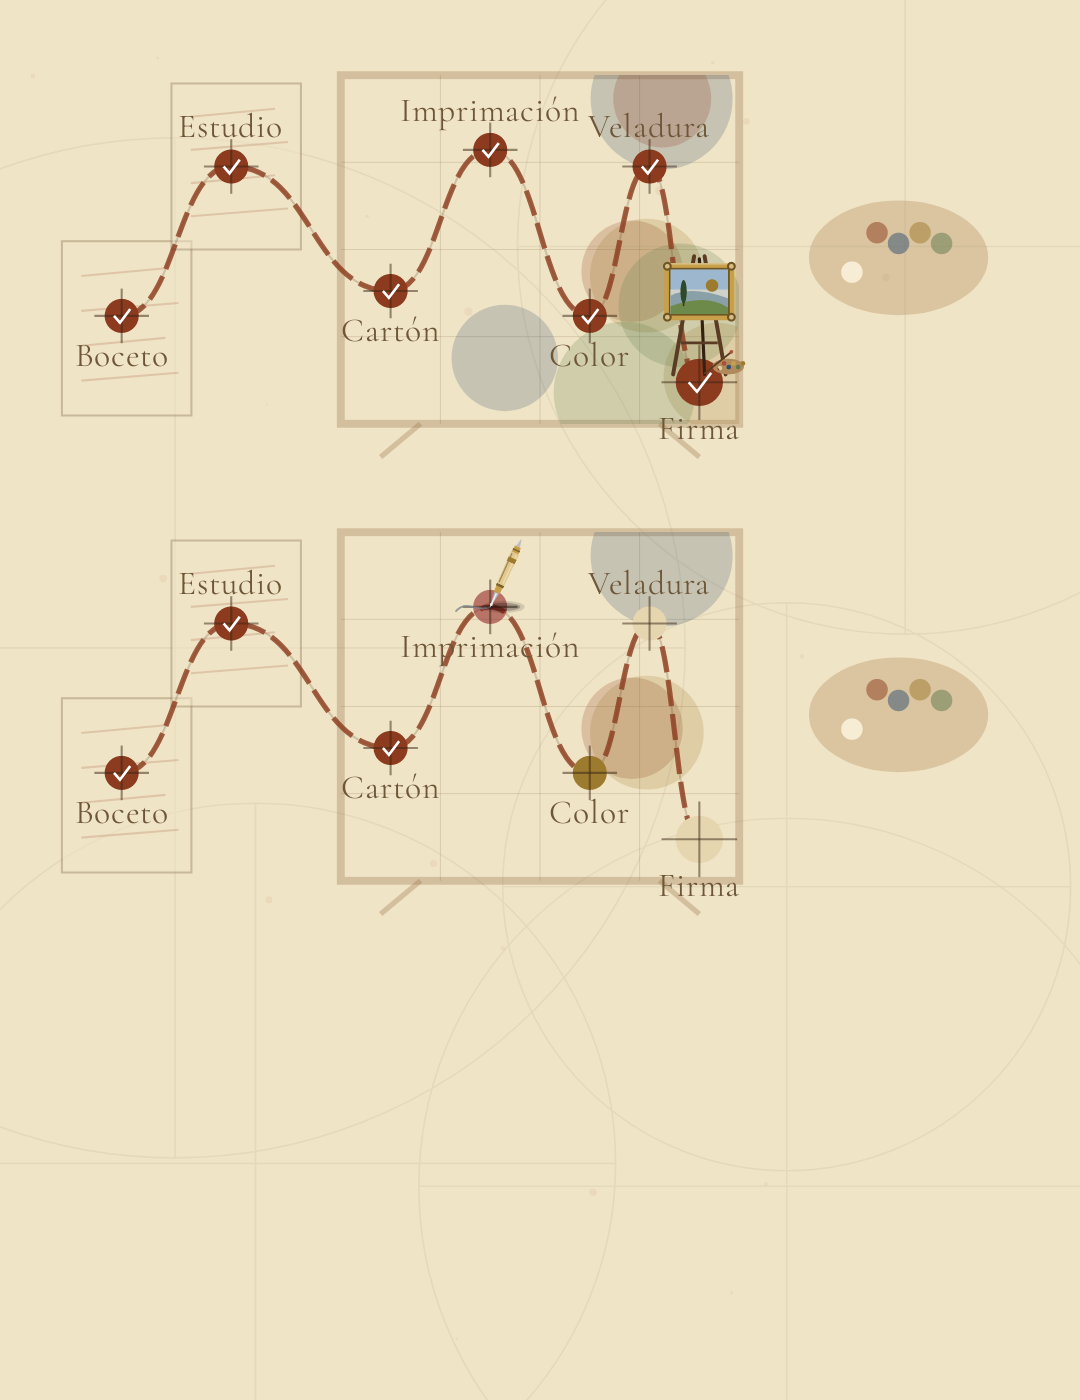 Imprimación
Estudio
Veladura
Cartón
Boceto
Color
Firma
Estudio
Veladura
Imprimación
Cartón
Boceto
Color
Firma